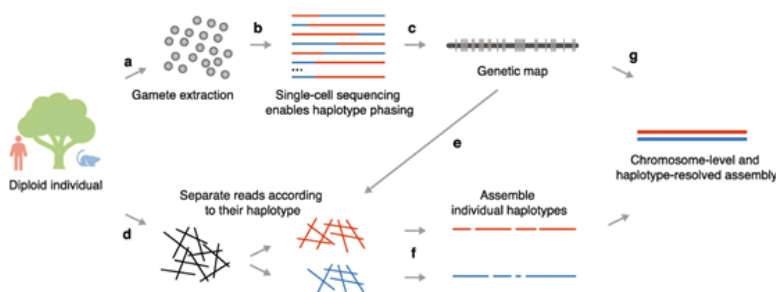 a
b
c
g
Gamete extraction
Single-cell sequencing
enables haplotype phasing
...
Genetic map
Diploid individual
e
Chromosome-level and
haplotype-resolved assembly
Separate reads according
to their haplotype
Assemble
individual haplotypes
d
f